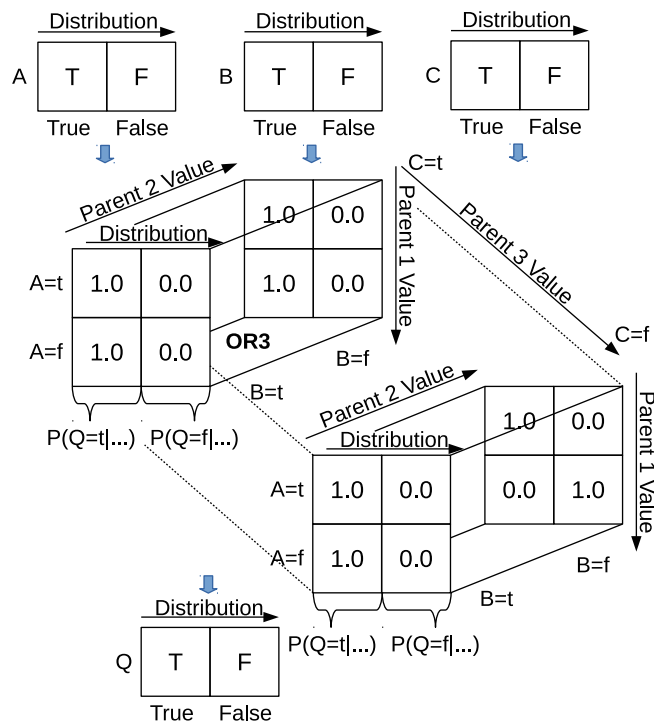 Distribution Distribution Distribution
A T F B T F C T F
True False True False True False
C=t
Parent 2 Value
Parent 1 Value
Parent 3 Value
1.0 0.0
Distribution
A=t 1.0 0.0 1.0 0.0
A=f 1.0 0.0
OR3
B=f
C=f
B=t
P(Q=t|...) P(Q=f|...)
Parent 2 Value
Parent 1 Value
1.0 0.0
Distribution
A=t 1.0 0.0 0.0 1.0
A=f 1.0 0.0
B=f
B=t
P(Q=t|...) P(Q=f|...)
Distribution
Q T F
True False